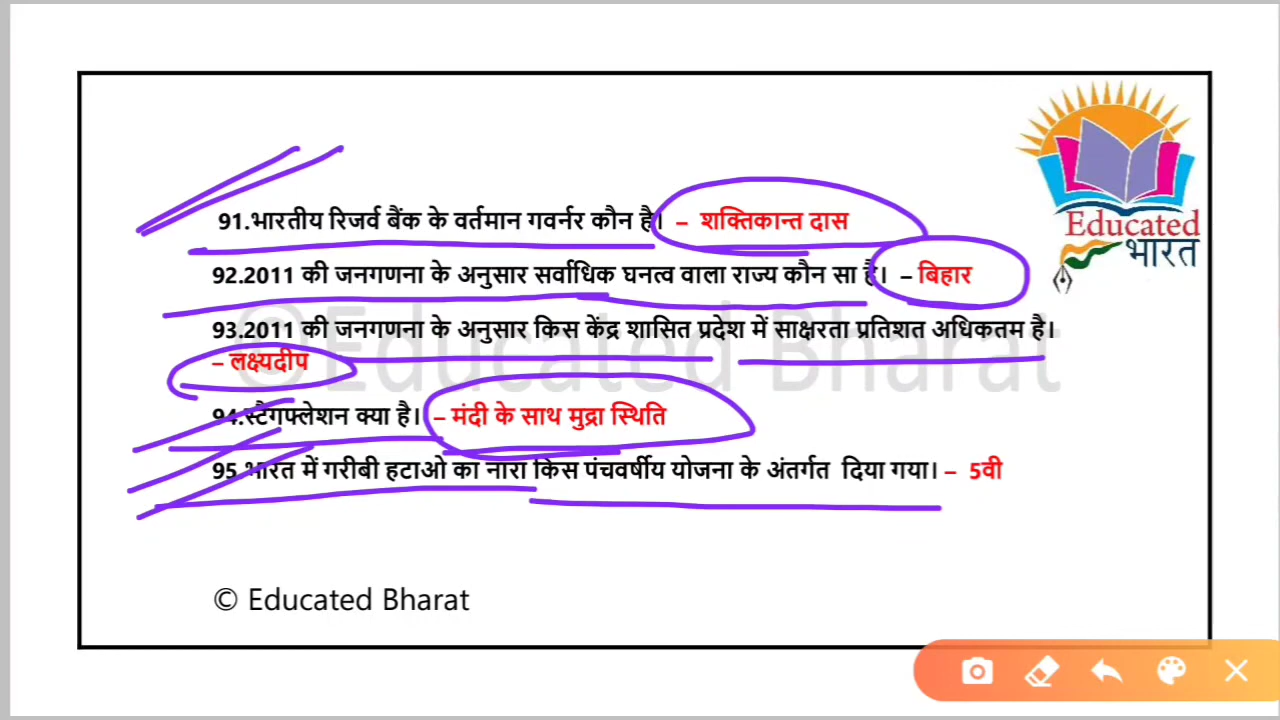 Educated
भारत
91.भारतीय रिजर्व बैंक के वर्तमान गवर्नर कौन है। – शक्तिकान्त दास
92.2011 की जनगणना के अनुसार सर्वाधिक घनत्व वाला राज्य कौन सा है। – बिहार
93.2011 की जनगणना के अनुसार किस केंद्र शासित प्रदेश में साक्षरता प्रतिशत अधिकतम है।
– लक्ष्यदीप
©Educated Bharat
94.स्टैगफ्लेशन क्या है। – मंदी के साथ मुद्रा स्थिति
95.भारत में गरीबी हटाओ का नारा किस पंचवर्षीय योजना के अंतर्गत दिया गया। – 5वी
© Educated Bharat